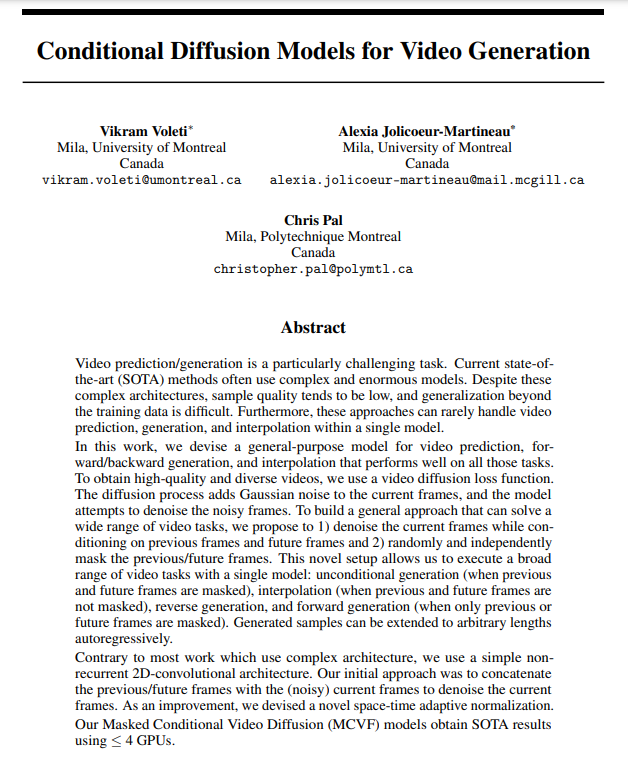 Conditional Diffusion Models for Video Generation
Vikram Voleti*
Mila, University of Montreal
Canada
vikram.voleti@umontreal.ca
Alexia Jolicoeur-Martineau*
Mila, University of Montreal
Canada
alexia.jolicoeur-martineau@mail.mcgill.ca
Chris Pal
Mila, Polytechnique Montreal
Canada
christopher.pal@polymtl.ca
Abstract
Video prediction/generation is a particularly challenging task. Current state-of-
the-art (SOTA) methods often use complex and enormous models. Despite these
complex architectures, sample quality tends to be low, and generalization beyond
the training data is difficult. Furthermore, these approaches can rarely handle video
prediction, generation, and interpolation within a single model.
In this work, we devise a general-purpose model for video prediction, for-
ward/backward generation, and interpolation that performs well on all those tasks.
To obtain high-quality and diverse videos, we use a video diffusion loss function.
The diffusion process adds Gaussian noise to the current frames, and the model
attempts to denoise the noisy frames. To build a general approach that can solve a
wide range of video tasks, we propose to 1) denoise the current frames while con-
ditioning on previous frames and future frames and 2) randomly and independently
mask the previous/future frames. This novel setup allows us to execute a broad
range of video tasks with a single model: unconditional generation (when previous
and future frames are masked), interpolation (when previous and future frames are
not masked), reverse generation, and forward generation (when only previous or
future frames are masked). Generated samples can be extended to arbitrary lengths
autoregressively.
Contrary to most work which use complex architecture, we use a simple non-
recurrent 2D-convolutional architecture. Our initial approach was to concatenate
the previous/future frames with the (noisy) current frames to denoise the current
frames. As an improvement, we devised a novel space-time adaptive normalization.
Our Masked Conditional Video Diffusion (MCVF) models obtain SOTA results
using ≤ 4 GPUs.